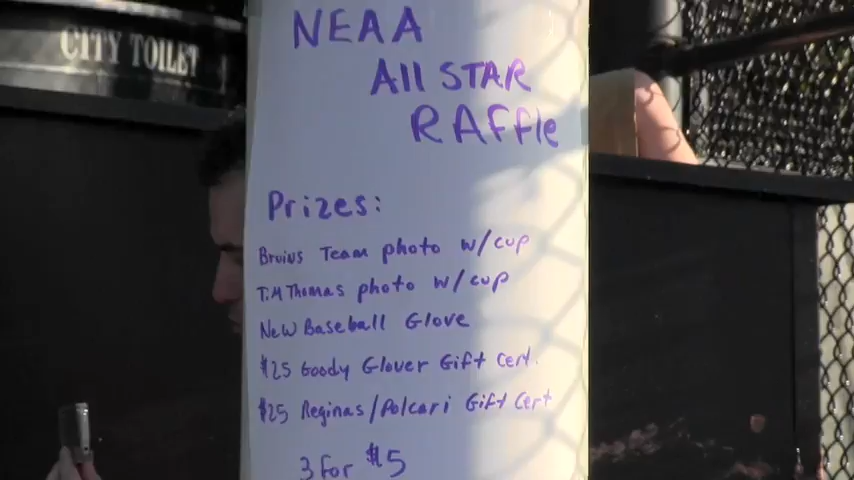 CITY TOILET
NEAA
All STAR
RAFFle
Prizes:
Bruins Team photo w/cup
Tim Thomas photo w/cup
New Baseball Glove
$25 Goody Glover Gift Cert.
$25 Reginas/Polcari Gift Cert
3 for $5